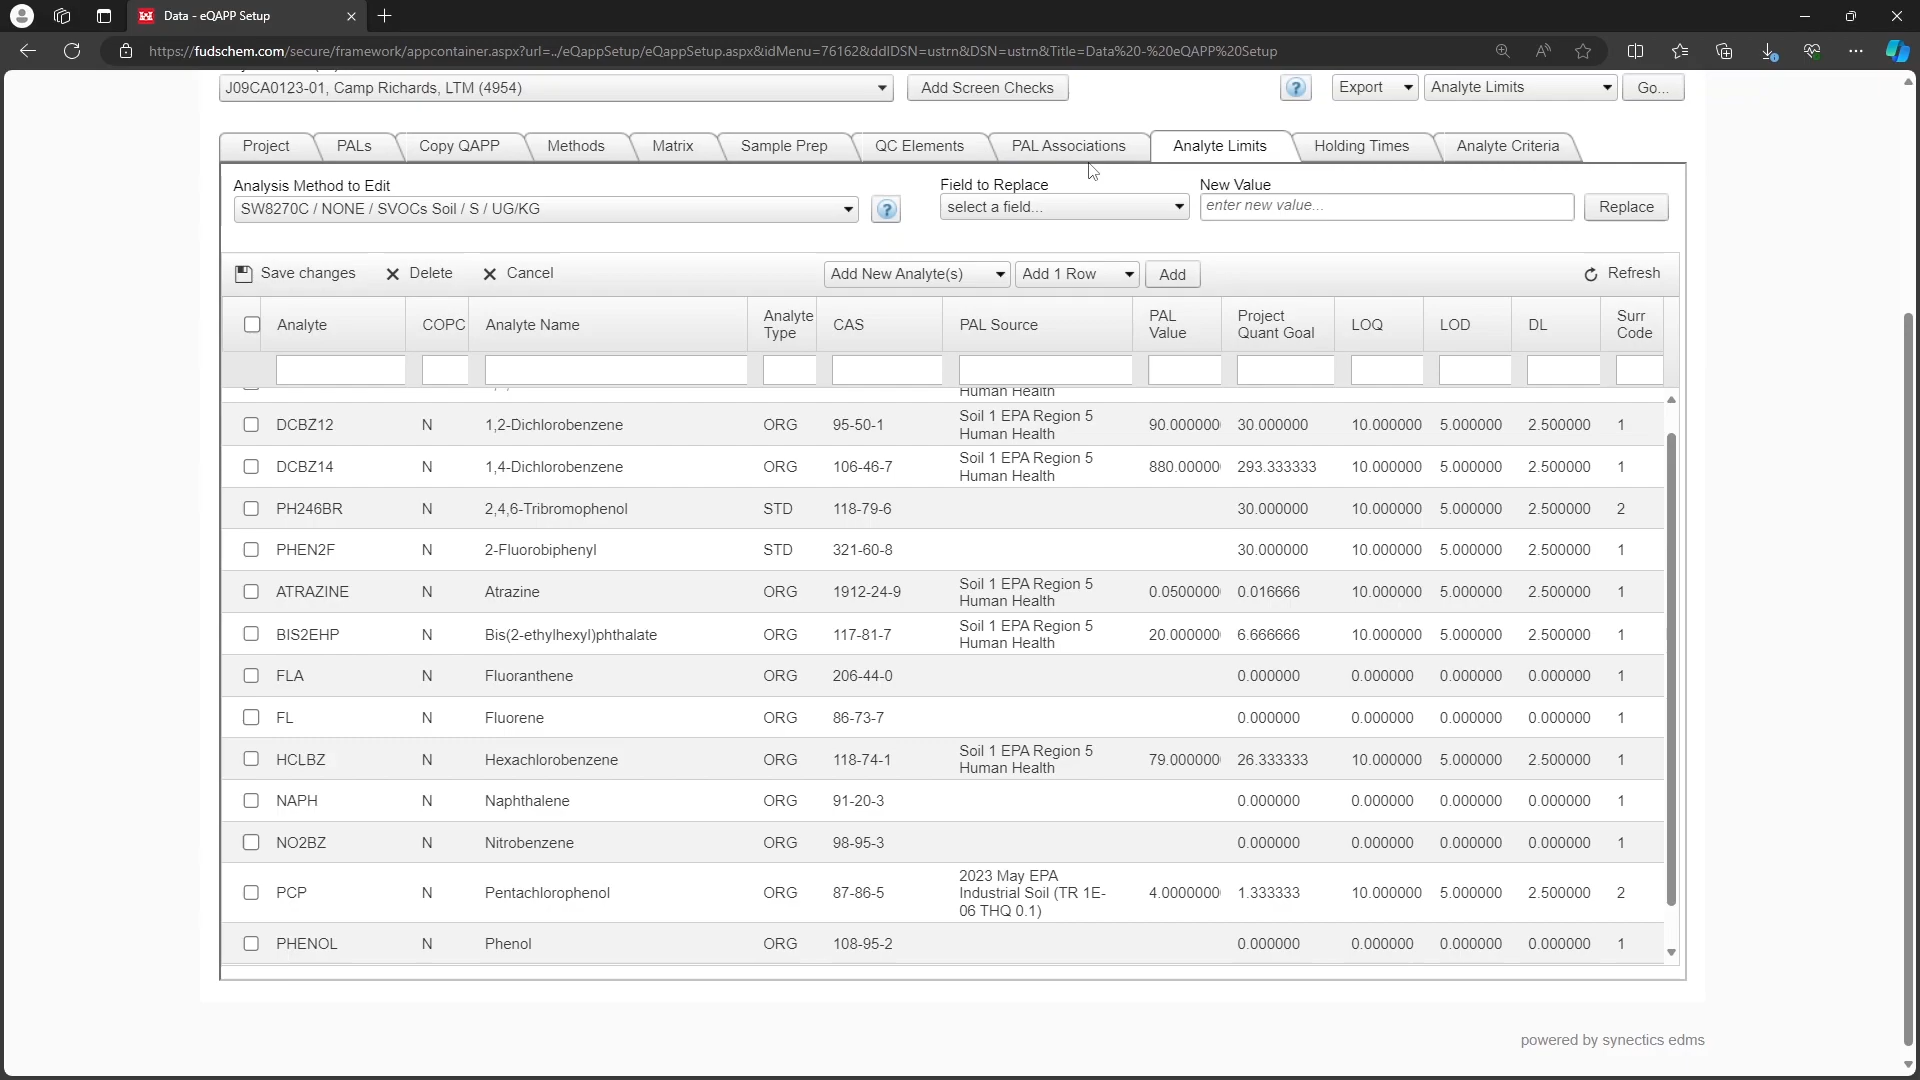 Data - eQAPP Setup
https://fudschem.com/secure/framework/appcontainer.aspx?url=../eQappSetup/eQappSetup.aspx&idMenu=76162&ddlDSN=ustrn&DSN=ustrn&Title=Data%20-%20eQAPP%20Setup
J09CA0123-01, Camp Richards, LTM (4954) Add Screen Checks Export Analyte Limits Go...
Project PALs Copy QAPP Methods Matrix Sample Prep QC Elements PAL Associations Analyte Limits Holding Times Analyte Criteria
Analysis Method to Edit Field to Replace New Value
SW8270C / NONE / SVOCs Soil / S / UG/KG select a field... enter new value... Replace
Save changes Delete Cancel Add New Analyte(s) Add 1 Row Add Refresh
Analyte COPC Analyte Name Analyte Type CAS PAL Source PAL Value Project Quant Goal LOQ LOD DL Surr Code
Human Health
DCBZ12 N 1,2-Dichlorobenzene ORG 95-50-1 Soil 1 EPA Region 5 Human Health 90.000000 30.000000 10.000000 5.000000 2.500000 1
DCBZ14 N 1,4-Dichlorobenzene ORG 106-46-7 Soil 1 EPA Region 5 Human Health 880.00000 293.333333 10.000000 5.000000 2.500000 1
PH246BR N 2,4,6-Tribromophenol STD 118-79-6 30.000000 10.000000 5.000000 2.500000 2
PHEN2F N 2-Fluorobiphenyl STD 321-60-8 30.000000 10.000000 5.000000 2.500000 1
ATRAZINE N Atrazine ORG 1912-24-9 Soil 1 EPA Region 5 Human Health 0.0500000 0.016666 10.000000 5.000000 2.500000 1
BIS2EHP N Bis(2-ethylhexyl)phthalate ORG 117-81-7 Soil 1 EPA Region 5 Human Health 20.000000 6.666666 10.000000 5.000000 2.500000 1
FLA N Fluoranthene ORG 206-44-0 0.000000 0.000000 0.000000 0.000000 1
FL N Fluorene ORG 86-73-7 0.000000 0.000000 0.000000 0.000000 1
HCLBZ N Hexachlorobenzene ORG 118-74-1 Soil 1 EPA Region 5 Human Health 79.000000 26.333333 10.000000 5.000000 2.500000 1
NAPH N Naphthalene ORG 91-20-3 0.000000 0.000000 0.000000 0.000000 1
NO2BZ N Nitrobenzene ORG 98-95-3 0.000000 0.000000 0.000000 0.000000 1
PCP N Pentachlorophenol ORG 87-86-5 2023 May EPA Industrial Soil (TR 1E-06 THQ 0.1) 4.0000000 1.333333 10.000000 5.000000 2.500000 2
PHENOL N Phenol ORG 108-95-2 0.000000 0.000000 0.000000 0.000000 1
powered by synectics edms